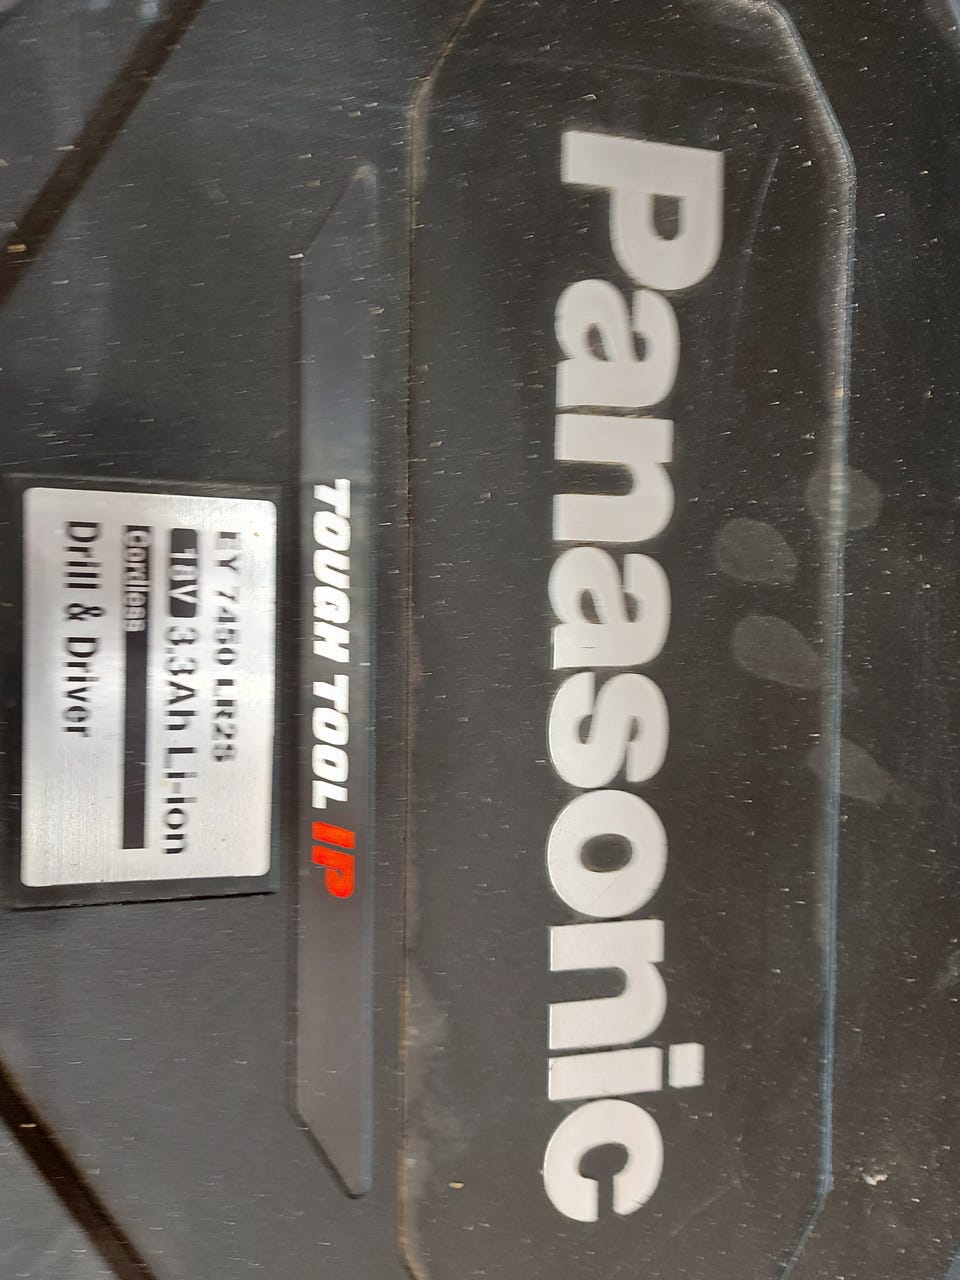 Panasonic
TOUGH TOOL IP
EY 7450 LR2S
18V 3.3Ah Li-ion
Cordless
Drill & Driver